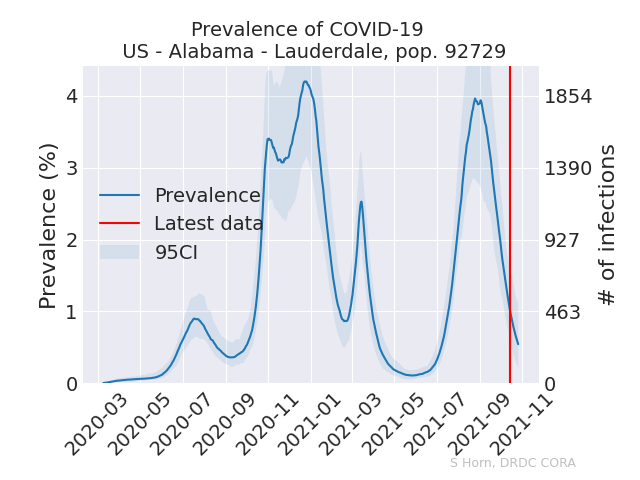 Prevalence of COVID-19
US - Alabama - Lauderdale, pop. 92729
Prevalence (%)
4
3
2
1
0
1854
1390
927
463
0
# of infections
Prevalence
Latest data
95CI
2020-03
2020-05
2020-07
2020-09
2020-11
2021-01
2021-03
2021-05
2021-07
2021-09
2021-11
S Horn, DRDC CORA